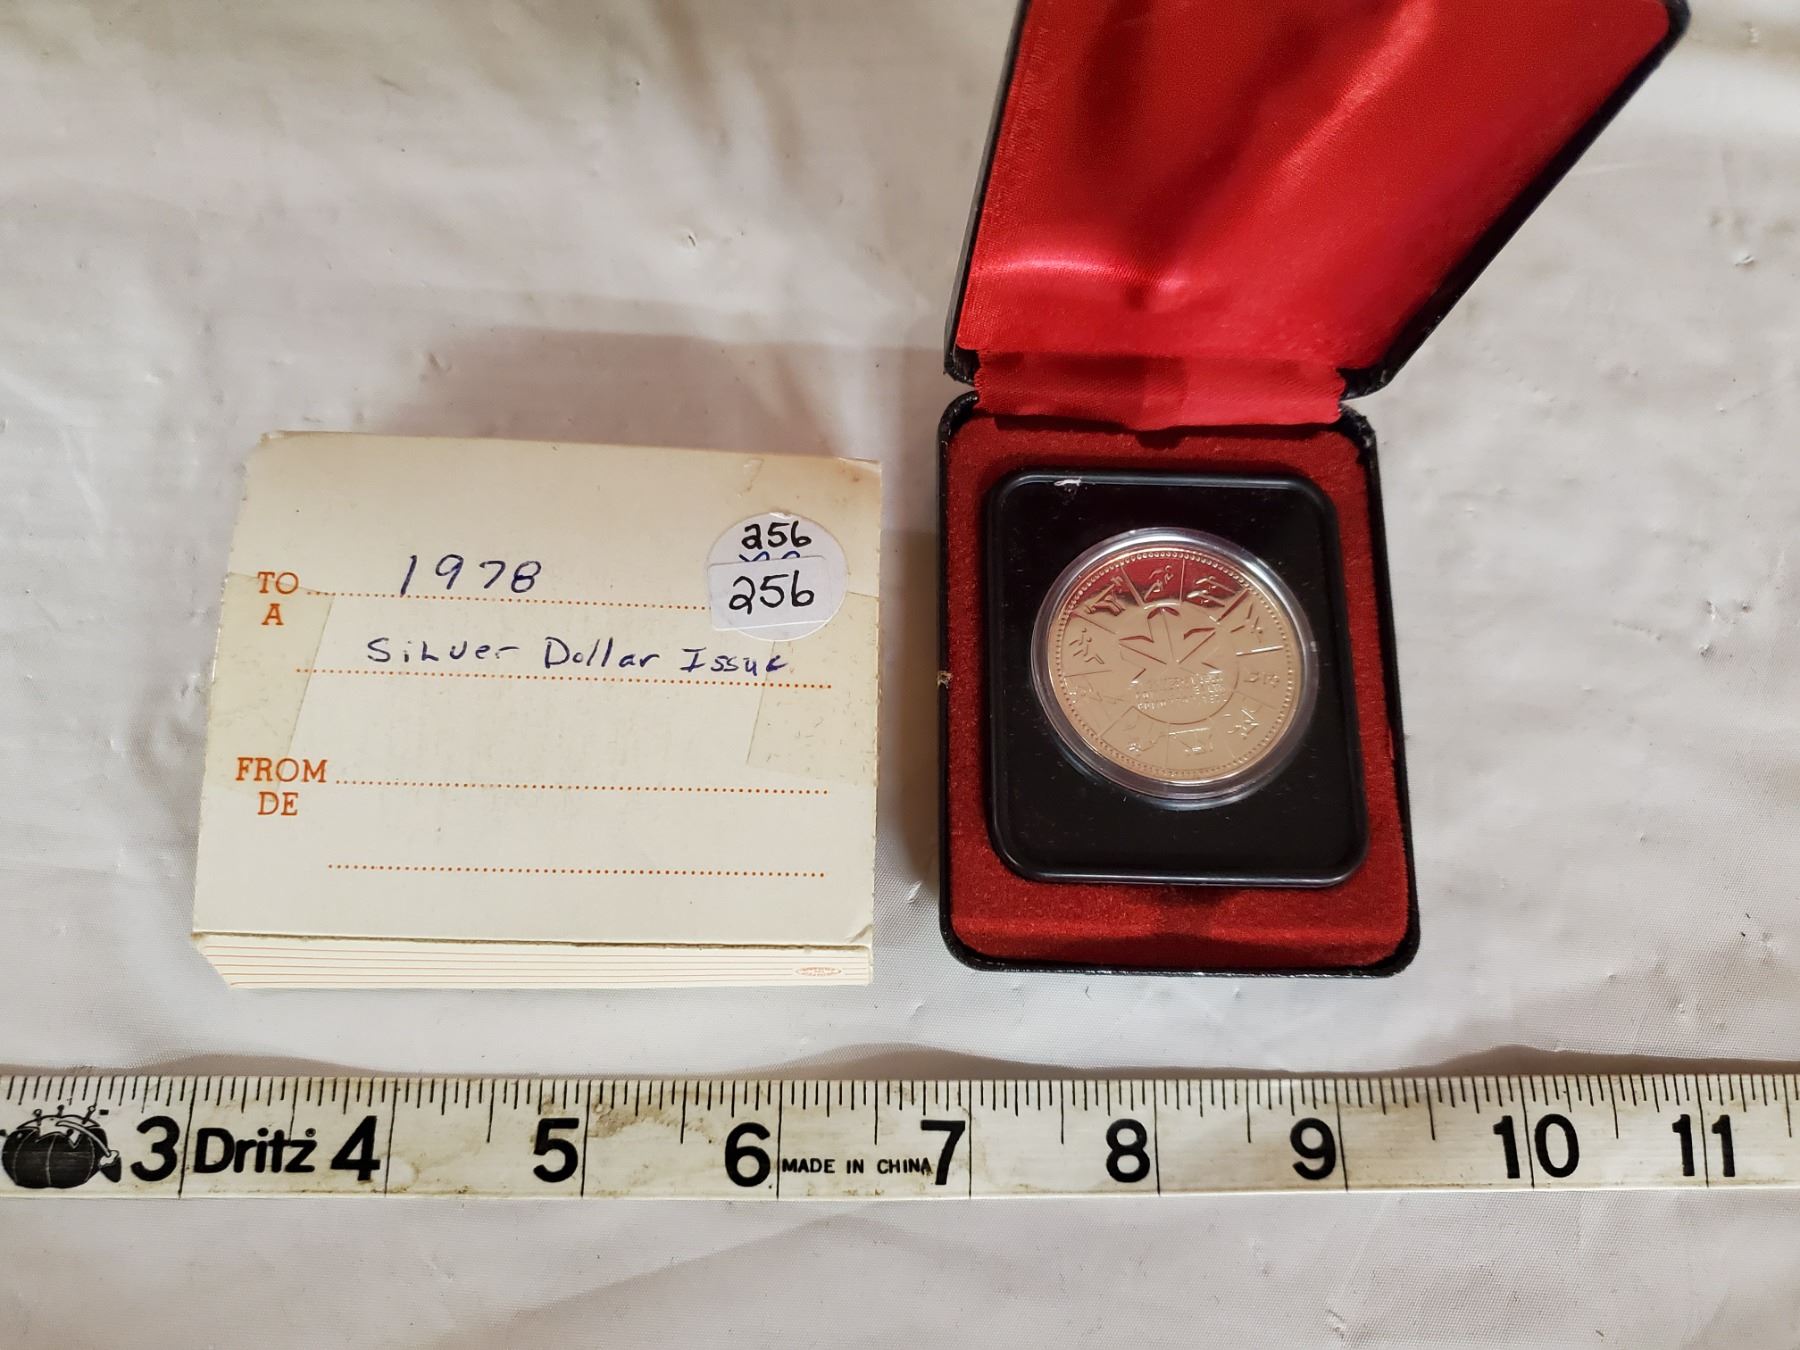 256
256
TO 1978
A
Silver Dollar Issue
FROM
DE
3 Dritz 4 5 6 MADE IN CHINA 7 8 9 10 11